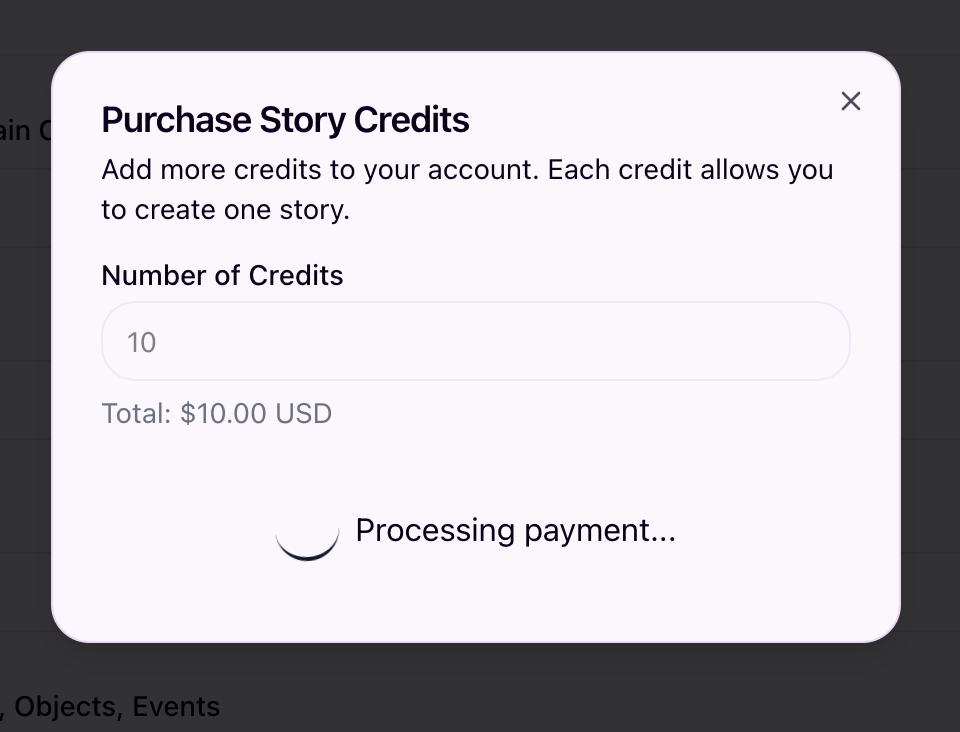 Purchase Story Credits
ain C
Add more credits to your account. Each credit allows you
to create one story.
Number of Credits
10
Total: $10.00 USD
Processing payment...
, Objects, Events